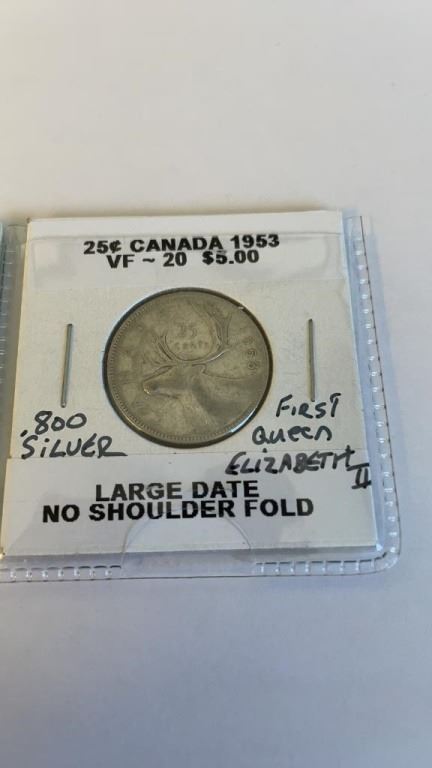 25¢ CANADA 1953
VF ~ 20 $5.00
25
cents
.800
SILVER
FIRST
QUEEN
ELIZABETH
II
LARGE DATE
NO SHOULDER FOLD